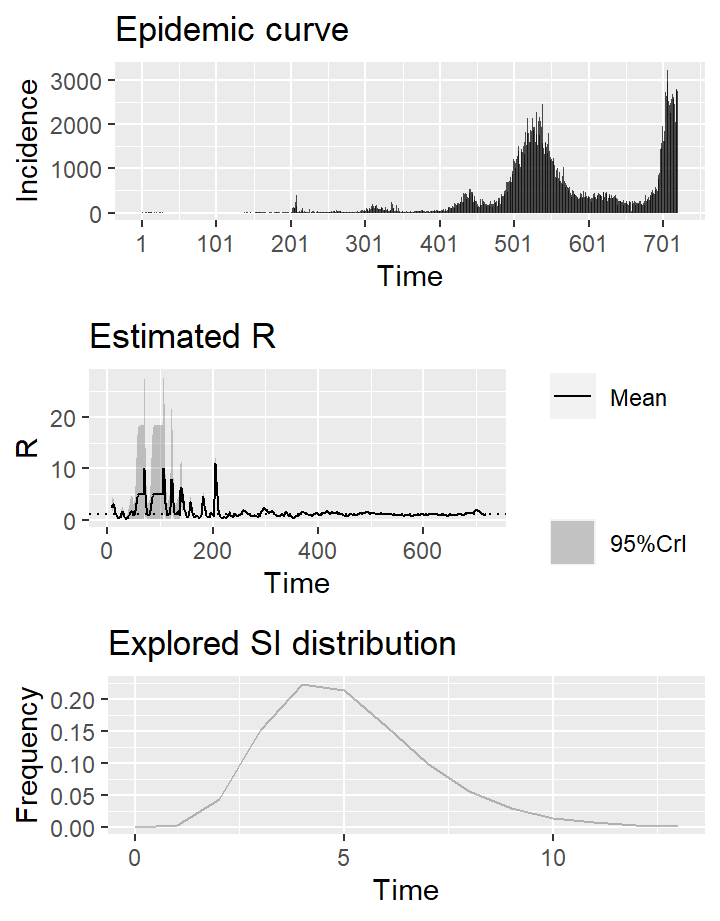 Epidemic curve
Incidence
3000
2000
1000
0
1 101 201 301 401 501 601 701
Time
Estimated R
R
20
10
0
0 200 400 600
Time
Mean
95%CrI
Explored SI distribution
Frequency
0.20
0.15
0.10
0.05
0.00
0 5 10
Time